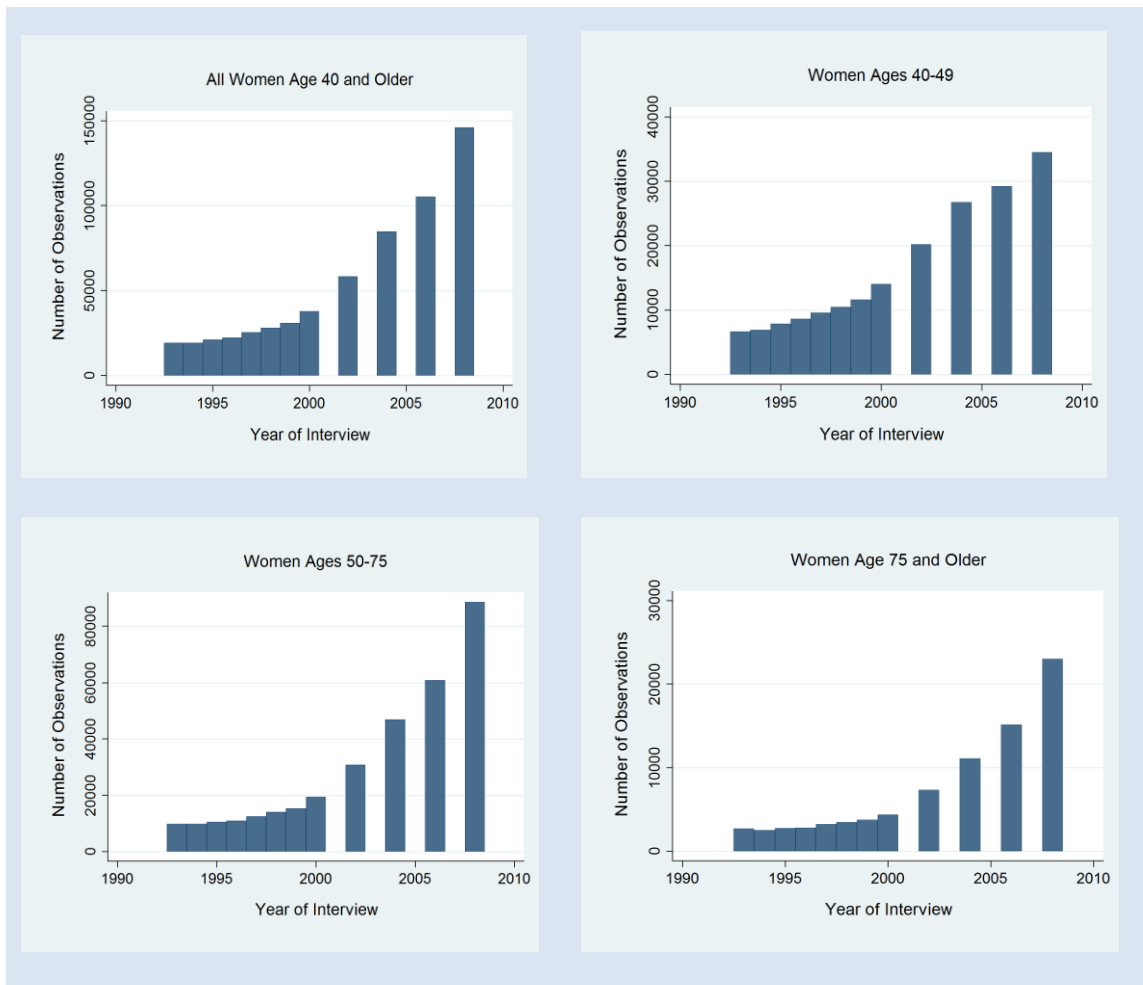 All Women Age 40 and Older
Number of Observations
150000
100000
50000
0
1990 1995 2000 2005 2010
Year of Interview
Women Ages 40-49
Number of Observations
40000
30000
20000
10000
0
1990 1995 2000 2005 2010
Year of Interview
Women Ages 50-75
Number of Observations
80000
60000
40000
20000
0
1990 1995 2000 2005 2010
Year of Interview
Women Age 75 and Older
Number of Observations
30000
20000
10000
0
1990 1995 2000 2005 2010
Year of Interview